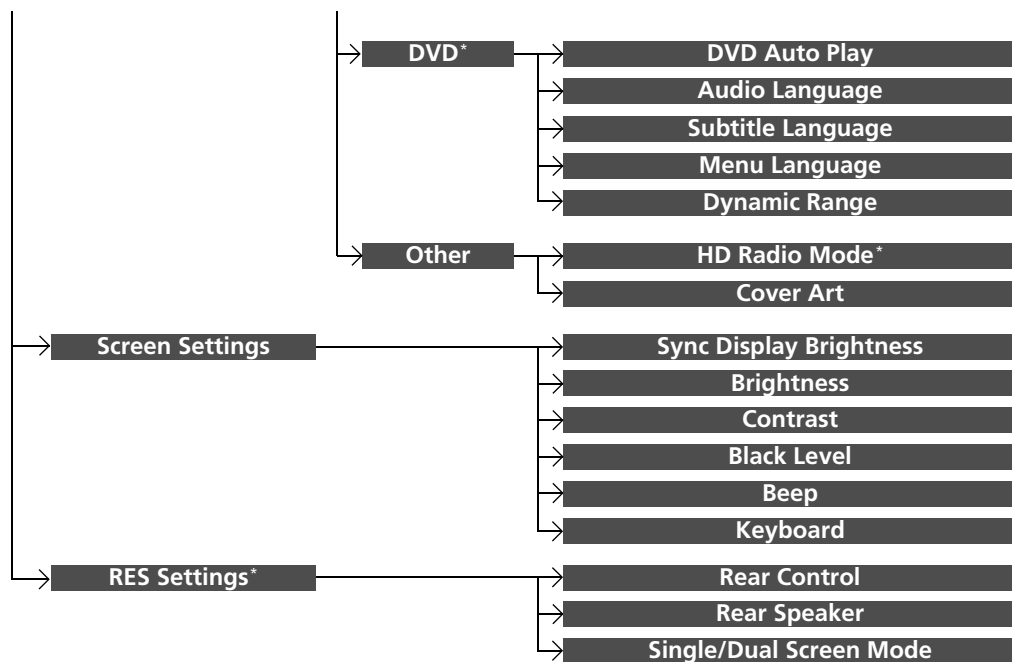 DVD*
DVD Auto Play
Audio Language
Subtitle Language
Menu Language
Dynamic Range
Other
HD Radio Mode*
Cover Art
Screen Settings
Sync Display Brightness
Brightness
Contrast
Black Level
Beep
Keyboard
RES Settings*
Rear Control
Rear Speaker
Single/Dual Screen Mode